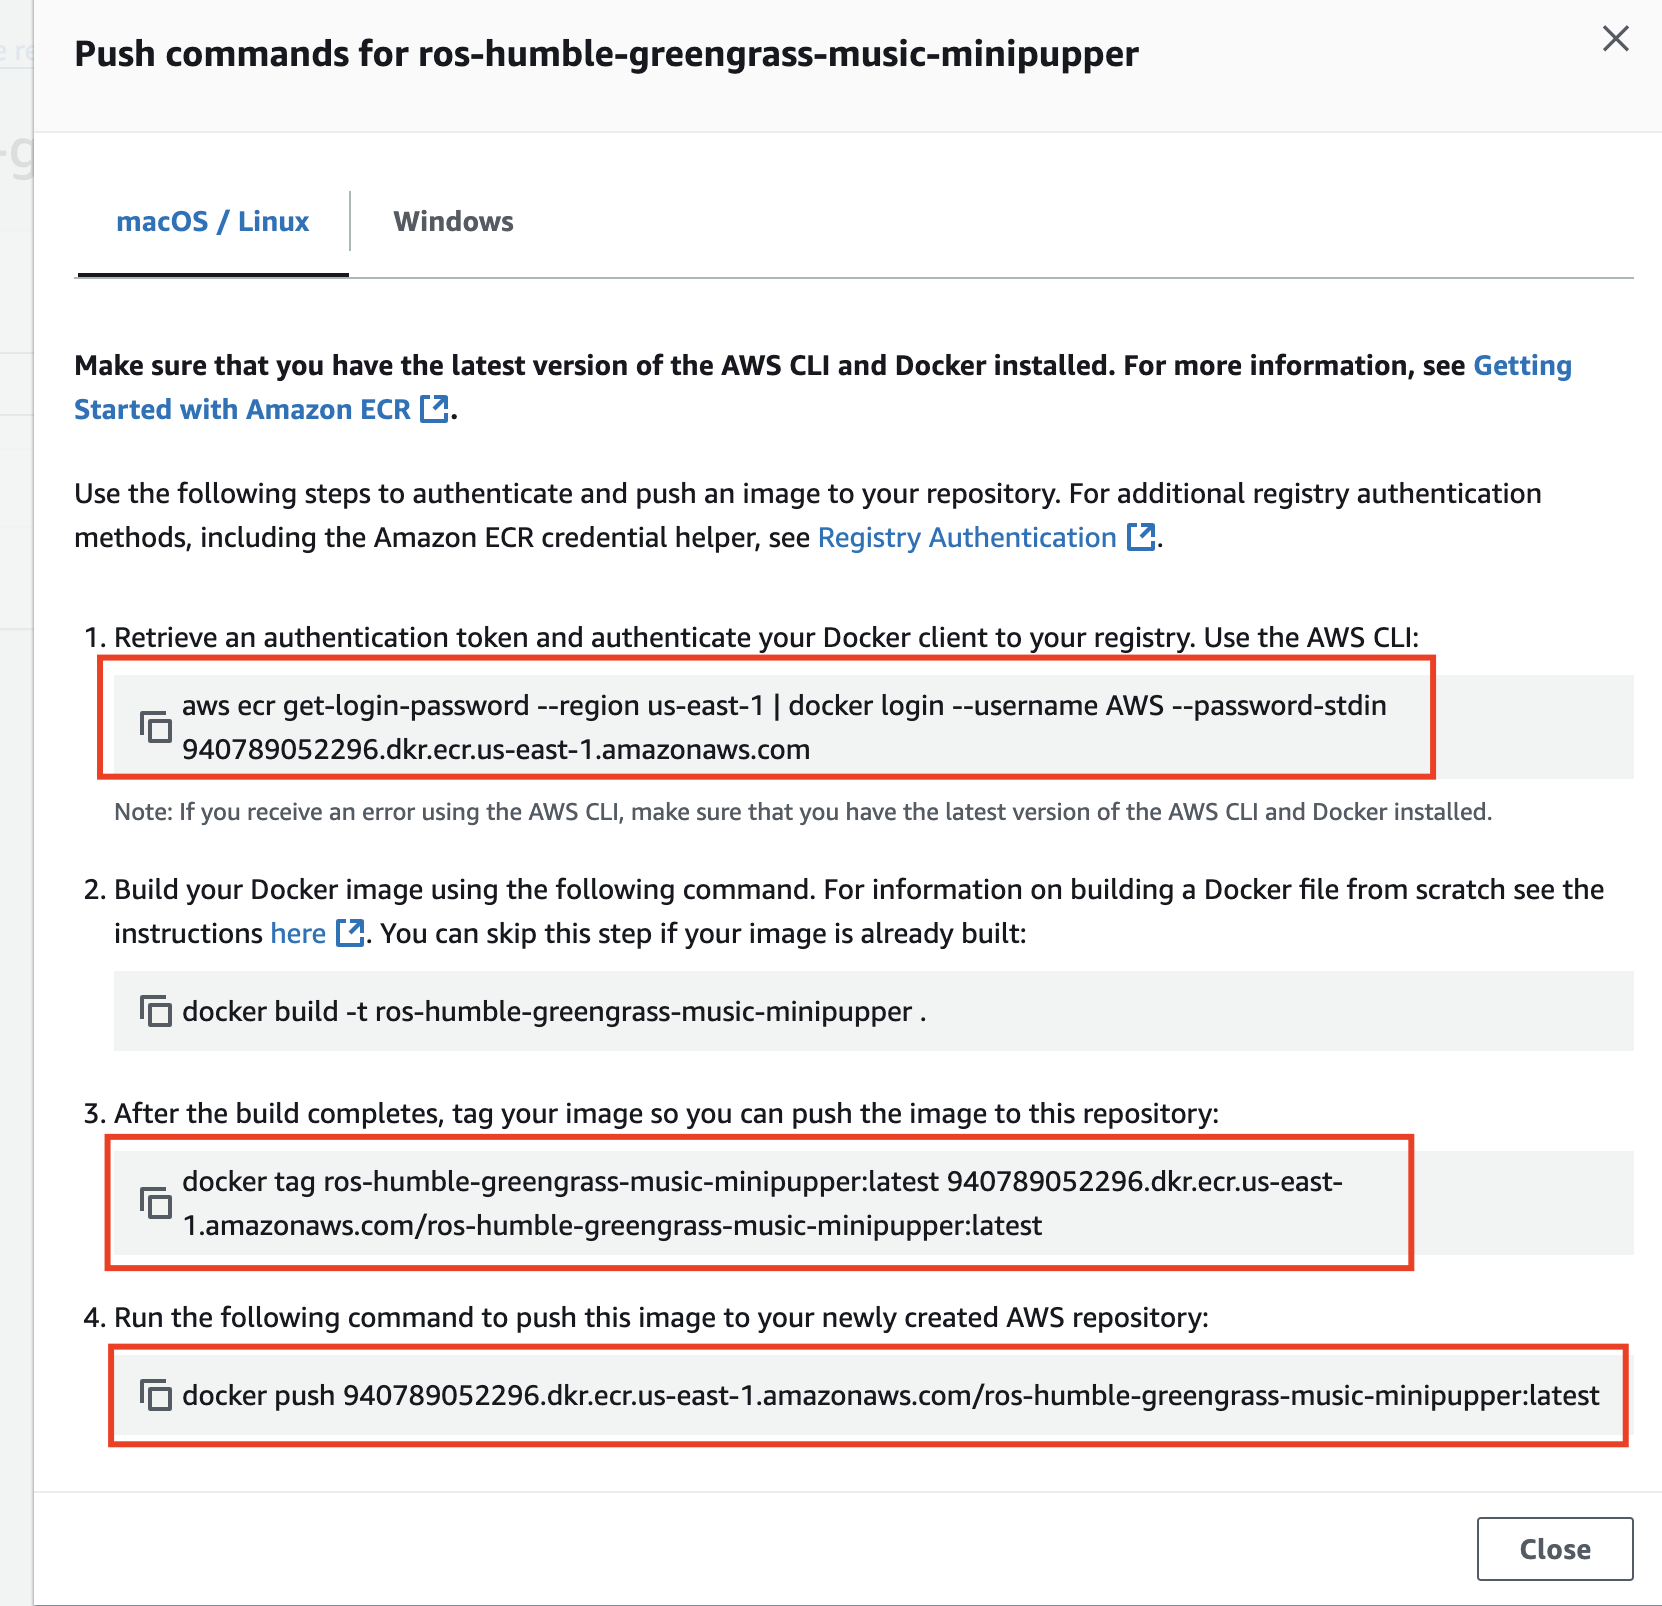 Push commands for ros-humble-greengrass-music-minipupper
macOS / Linux
Windows
Make sure that you have the latest version of the AWS CLI and Docker installed. For more information, see Getting
Started with Amazon ECR.
Use the following steps to authenticate and push an image to your repository. For additional registry authentication
methods, including the Amazon ECR credential helper, see Registry Authentication.
1. Retrieve an authentication token and authenticate your Docker client to your registry. Use the AWS CLI:
aws ecr get-login-password --region us-east-1 | docker login --username AWS --password-stdin
940789052296.dkr.ecr.us-east-1.amazonaws.com
Note: If you receive an error using the AWS CLI, make sure that you have the latest version of the AWS CLI and Docker installed.
2. Build your Docker image using the following command. For information on building a Docker file from scratch see the
instructions here. You can skip this step if your image is already built:
docker build -t ros-humble-greengrass-music-minipupper .
3. After the build completes, tag your image so you can push the image to this repository:
docker tag ros-humble-greengrass-music-minipupper:latest 940789052296.dkr.ecr.us-east-
1.amazonaws.com/ros-humble-greengrass-music-minipupper:latest
4. Run the following command to push this image to your newly created AWS repository:
docker push 940789052296.dkr.ecr.us-east-1.amazonaws.com/ros-humble-greengrass-music-minipupper:latest
Close